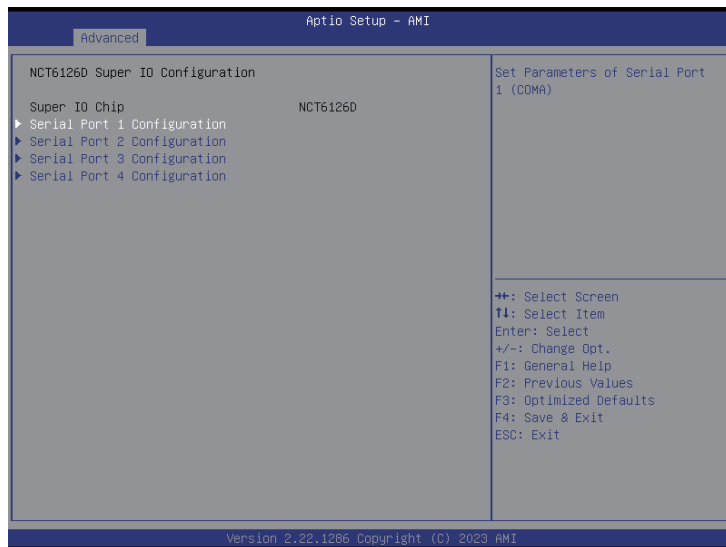 Aptio Setup – AMI
Advanced
NCT6126D Super IO Configuration
Super IO Chip NCT6126D
▶ Serial Port 1 Configuration
▶ Serial Port 2 Configuration
▶ Serial Port 3 Configuration
▶ Serial Port 4 Configuration
Set Parameters of Serial Port
1 (COMA)
→←: Select Screen
↑↓: Select Item
Enter: Select
+/-: Change Opt.
F1: General Help
F2: Previous Values
F3: Optimized Defaults
F4: Save & Exit
ESC: Exit
Version 2.22.1286 Copyright (C) 2023 AMI